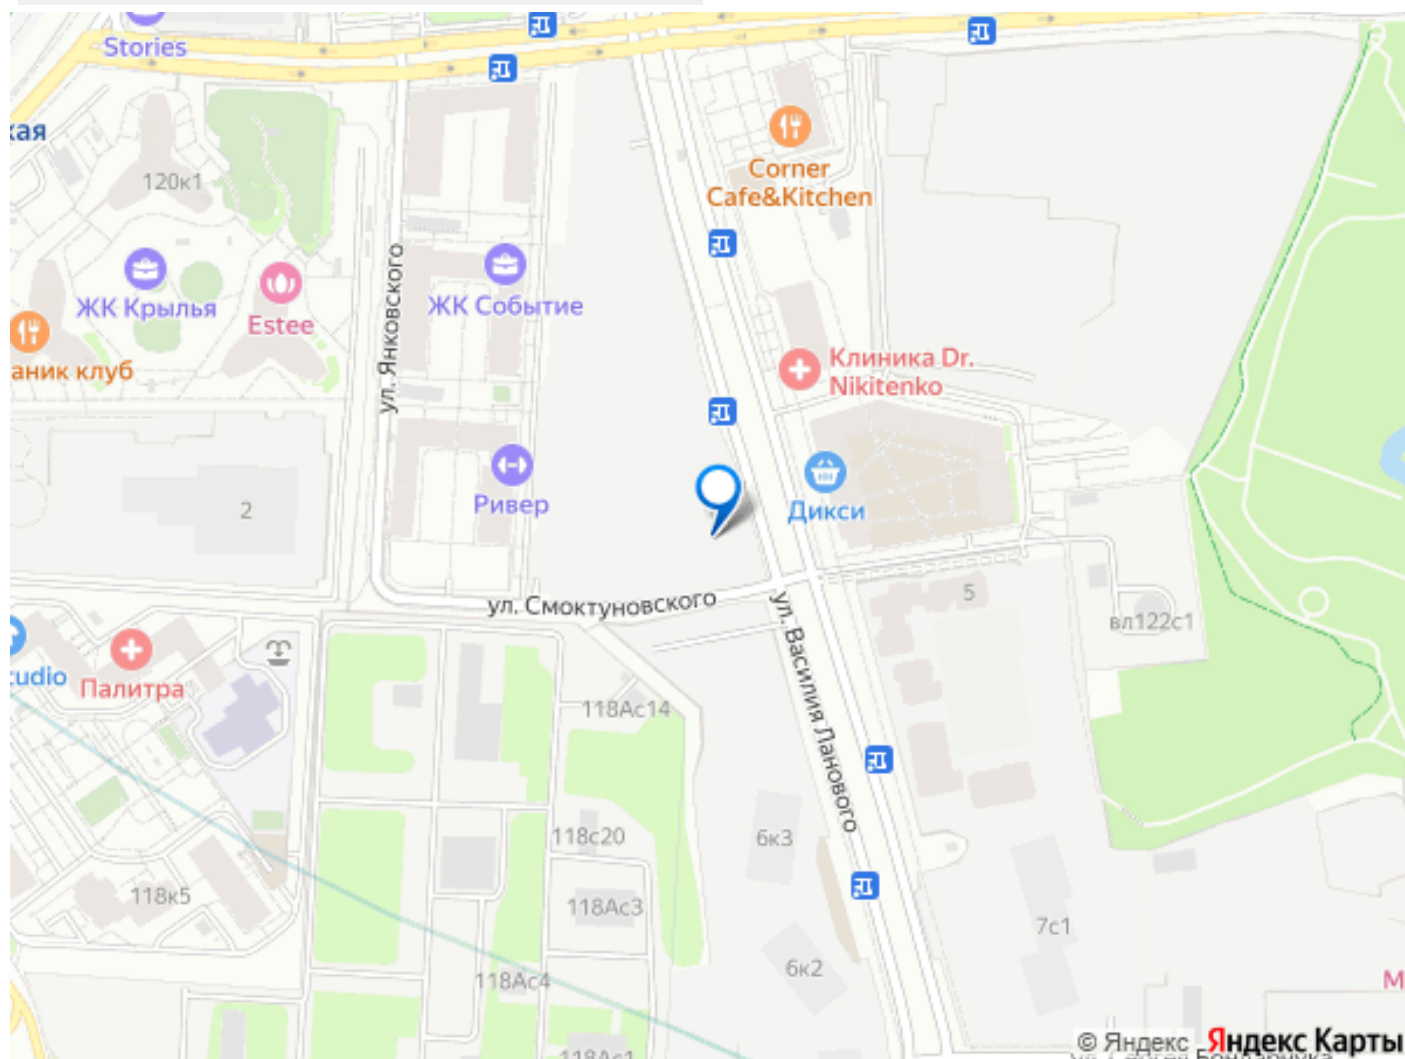 Stories
кая
Corner
Cafe&Kitchen
120к1
ул. Янковского
ЖК Крылья
ЖК Событие
Estee
аник клуб
Клиника Dr.
Nikitenko
Ривер
Дикси
2
ул. Смоктуновского
5
вл122с1
ул. Василия Ланового
udio
Палитра
118Ас14
118с20
6к3
118к5
118Ас3
7с1
6к2
118Ас4
М
118Ас1
© Яндекс Яндекс Карты